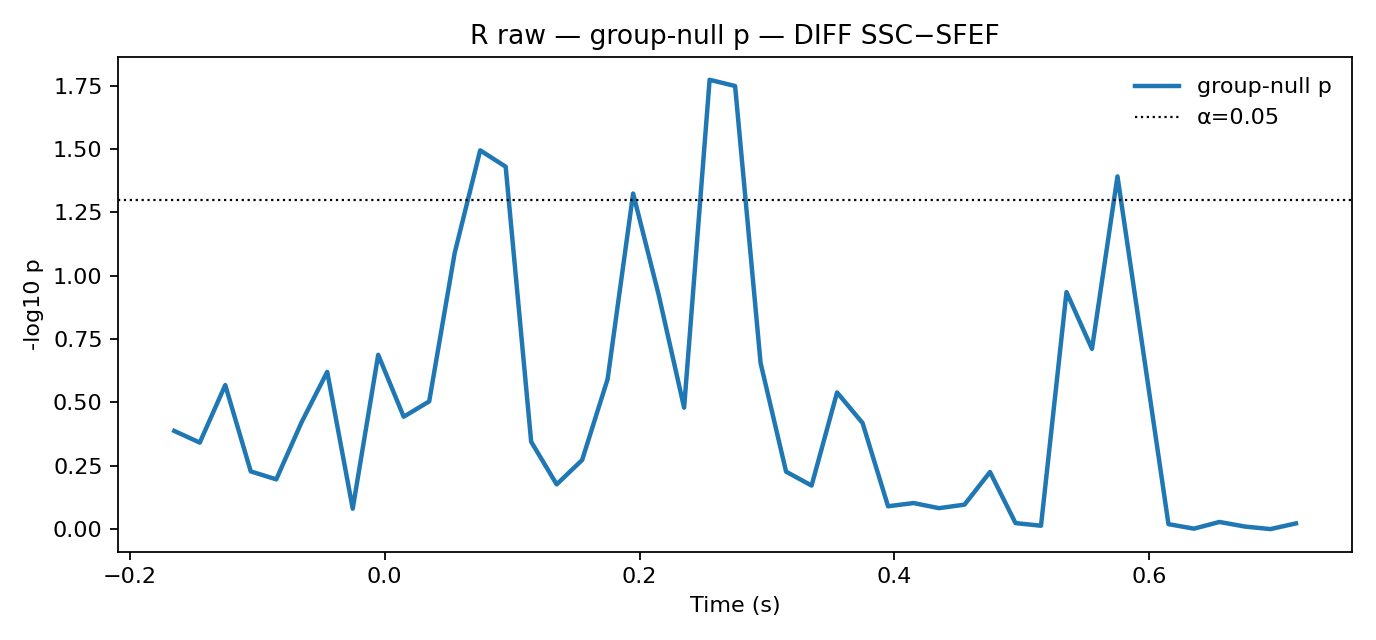 R raw — group-null p — DIFF SSC−SFEF
group-null p
α=0.05
-log10 p
1.75
1.50
1.25
1.00
0.75
0.50
0.25
0.00
−0.2
0.0
0.2
0.4
0.6
Time (s)